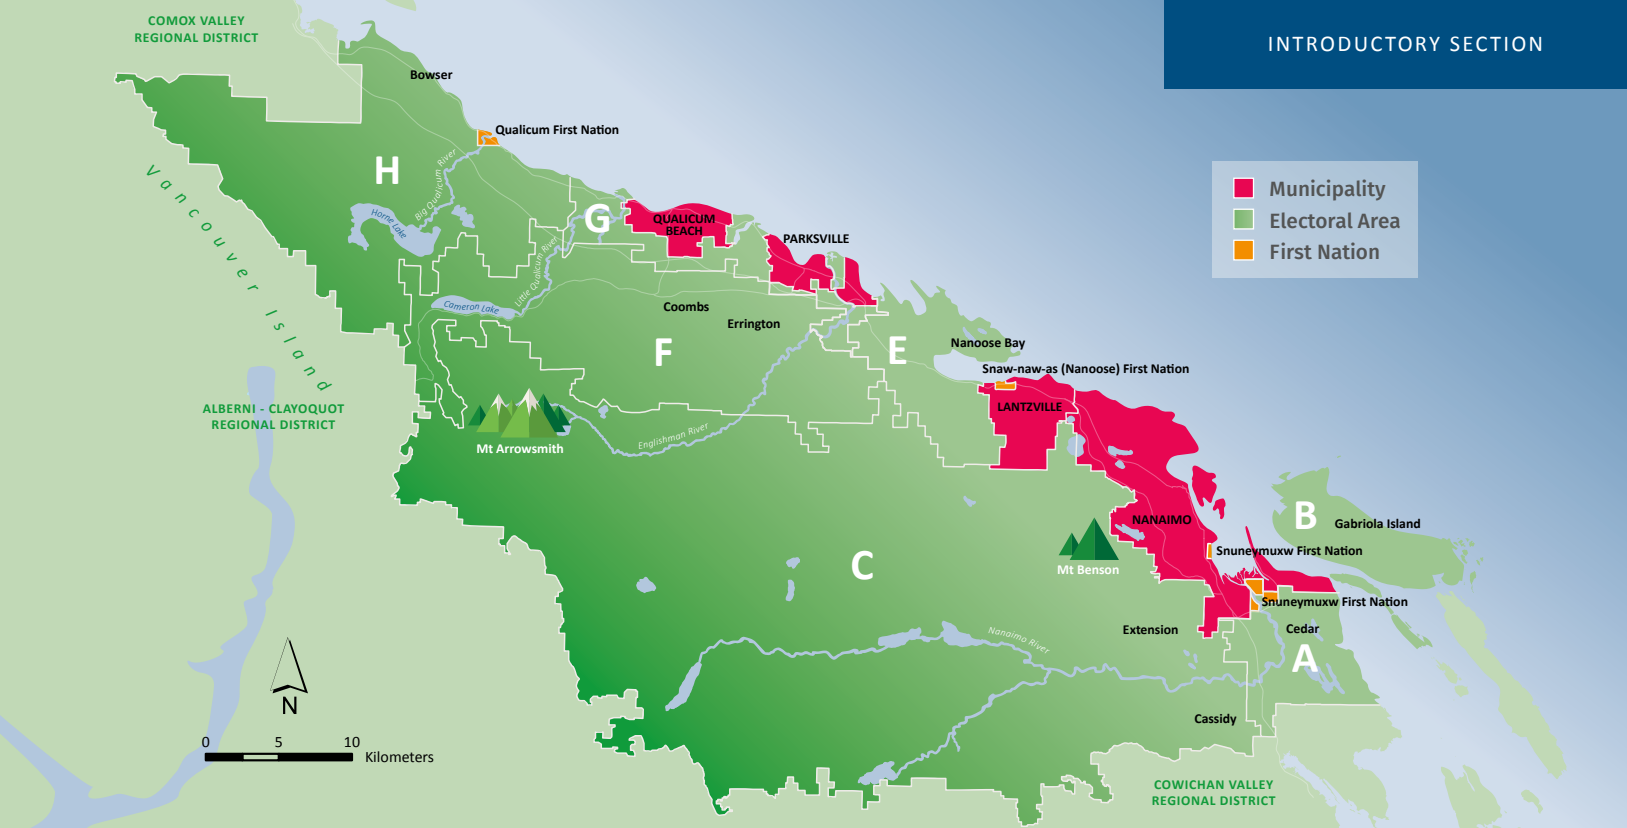 COMOX VALLEY
REGIONAL DISTRICT
INTRODUCTORY SECTION
Bowser
Qualicum First Nation
Vancouver Island
H
Big Qualicum River
Horne Lake
Municipality
Electoral Area
First Nation
G
QUALICUM
BEACH
PARKSVILLE
Little Qualicum River
Cameron Lake
Coombs
Errington
F
E
Nanoose Bay
Snaw-naw-as (Nanoose) First Nation
LANTZVILLE
ALBERNI - CLAYOQUOT
REGIONAL DISTRICT
Mt Arrowsmith
Englishman River
NANAIMO
B
Gabriola Island
Snuneymuxw First Nation
C
Mt Benson
Snuneymuxw First Nation
Extension
Cedar
Nanaimo River
A
N
Cassidy
0 5 10
Kilometers
COWICHAN VALLEY
REGIONAL DISTRICT